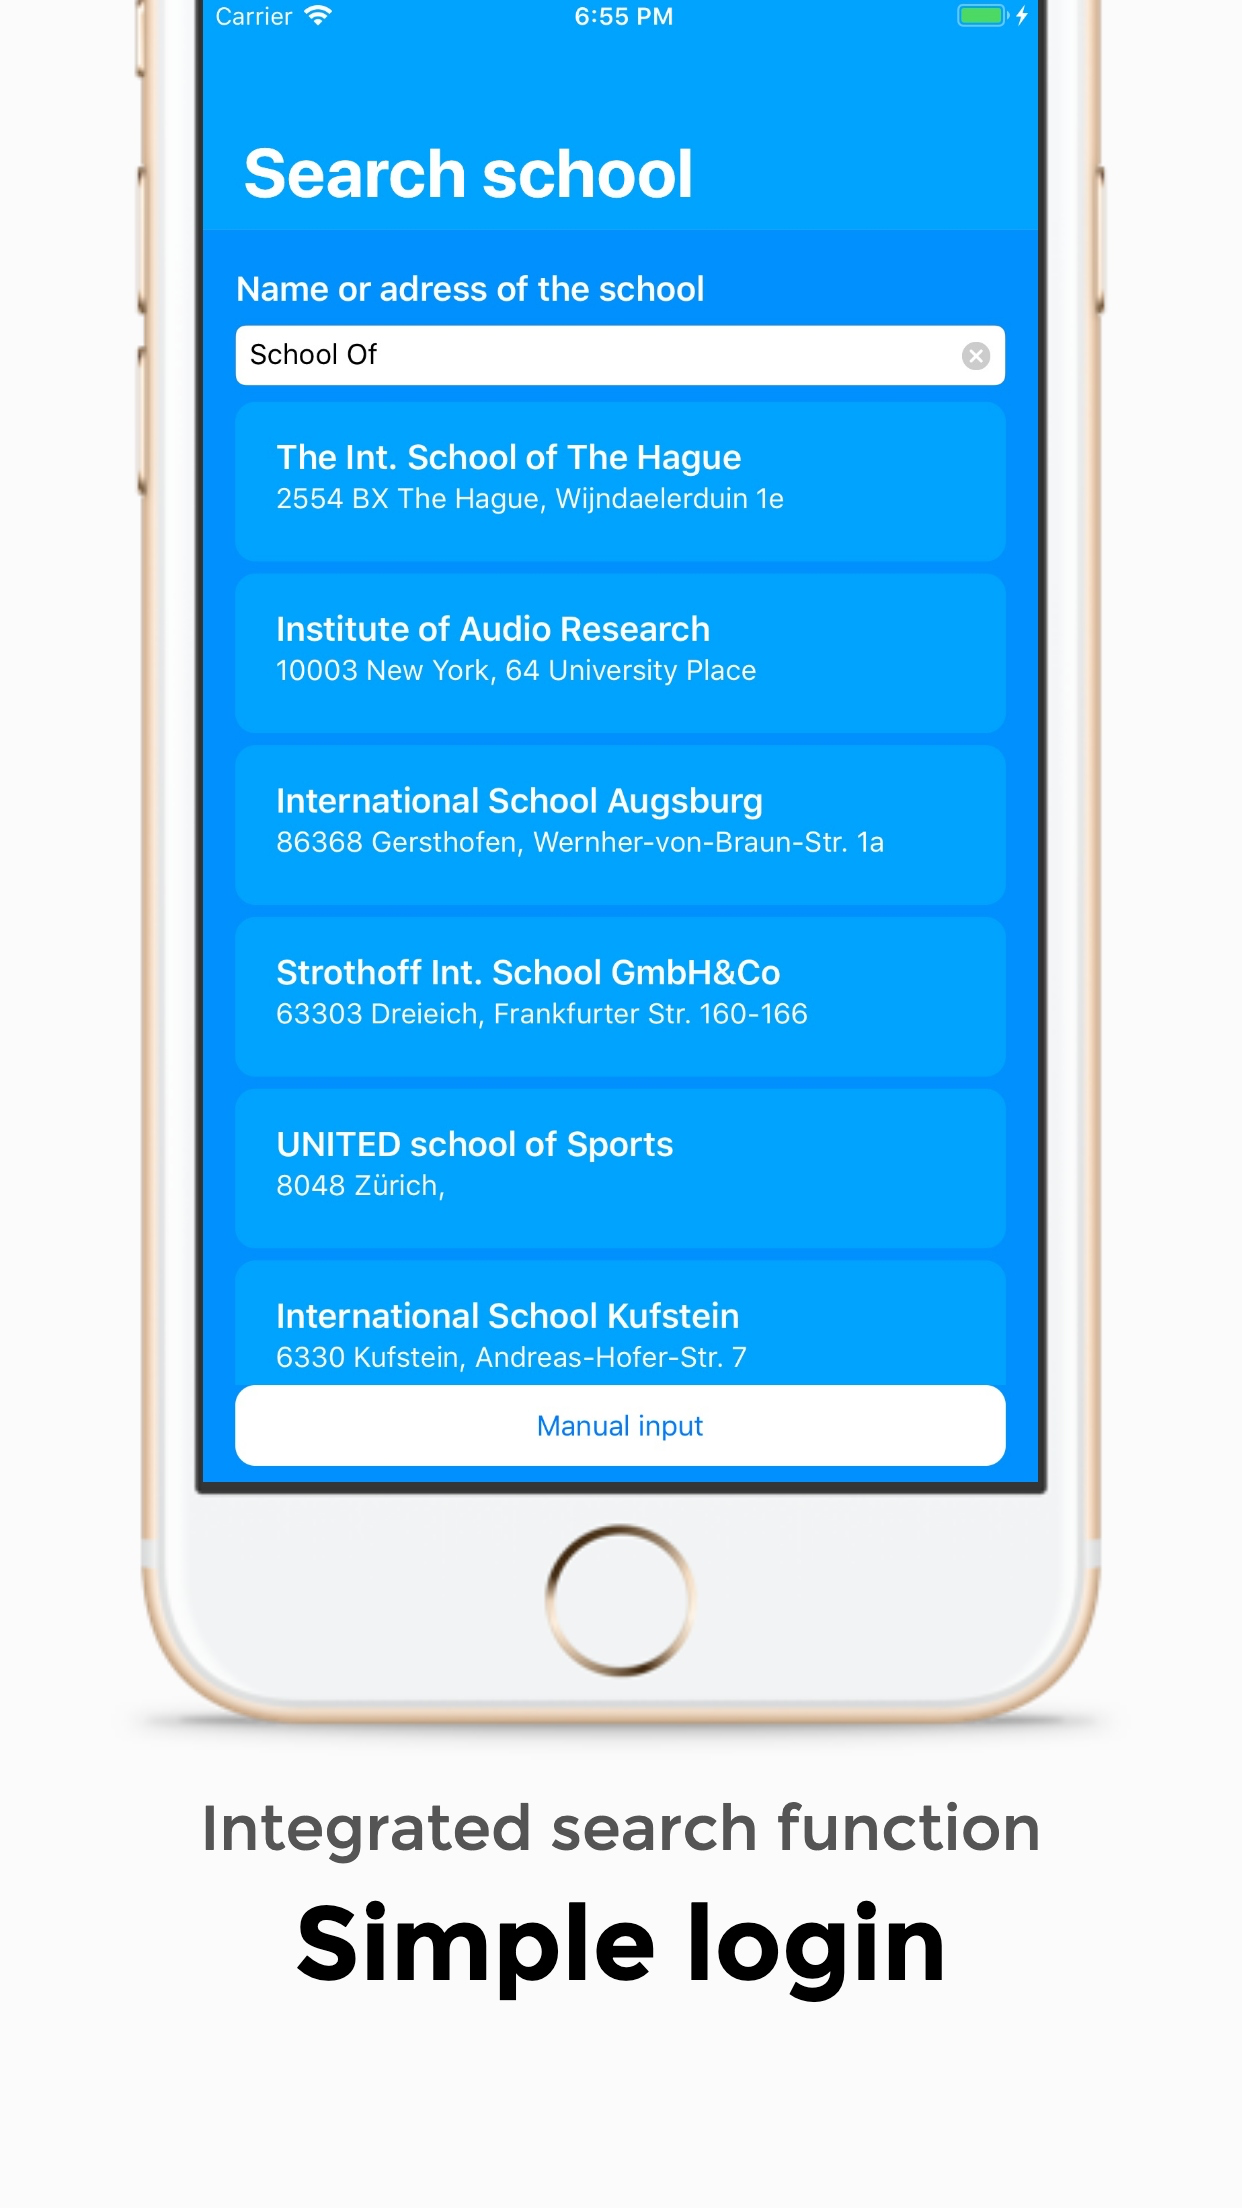 Carrier
6:55 PM
Search school
Name or adress of the school
School Of
The Int. School of The Hague
2554 BX The Hague, Wijndaelerduin 1e
Institute of Audio Research
10003 New York, 64 University Place
International School Augsburg
86368 Gersthofen, Wernher-von-Braun-Str. 1a
Strothoff Int. School GmbH&Co
63303 Dreieich, Frankfurter Str. 160-166
UNITED school of Sports
8048 Zürich,
International School Kufstein
6330 Kufstein, Andreas-Hofer-Str. 7
Manual input
Integrated search function
Simple login